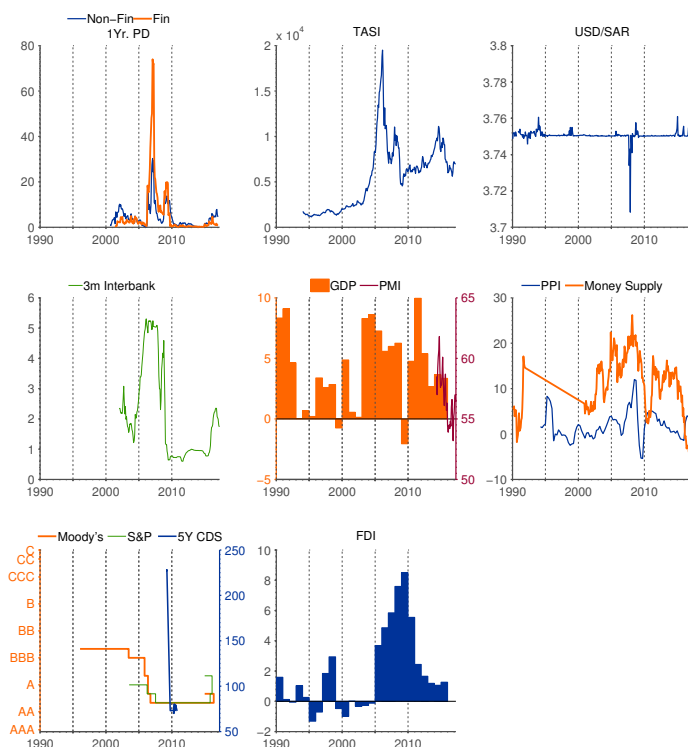 Non−Fin Fin
1Yr. PD
80
60
40
20
0
1990 2000 2010
2 x 10^4 TASI
1.5
1
0.5
0
1990 2000 2010
USD/SAR
3.8
3.78
3.76
3.74
3.72
3.7
1990 2000 2010
3m Interbank
6
5
4
3
2
1
0
1990 2000 2010
GDP PMI
10 65
5 60
0 55
−5 50
1990 2000 2010
PPI Money Supply
30
20
10
0
−10
1990 2000 2010
Moody's S&P 5Y CDS
C 250
CC
CCC
200
B
BB
150
BBB
A 100
AA
AAA 50
1990 2000 2010
FDI
10
8
6
4
2
0
−2
1990 2000 2010